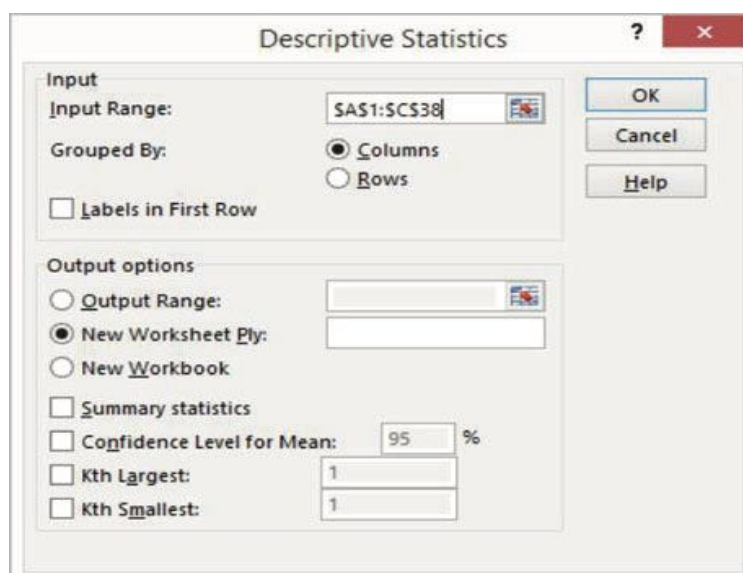 Descriptive Statistics ? ×
Input
Input Range: $A$1:$C$38
Grouped By: Columns
Rows
Labels in First Row
OK
Cancel
Help
Output options
Output Range:
New Worksheet Ply:
New Workbook
Summary statistics
Confidence Level for Mean: 95 %
Kth Largest: 1
Kth Smallest: 1